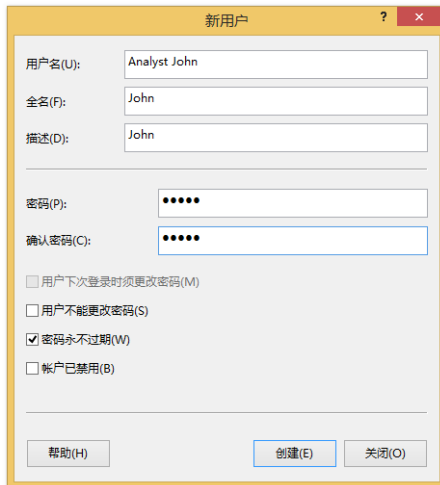 新用户
? ×
用户名(U): Analyst John
全名(F): John
描述(D): John
密码(P): •••••
确认密码(C): •••••
用户下次登录时须更改密码(M)
用户不能更改密码(S)
密码永不过期(W)
帐户已禁用(B)
帮助(H) 创建(E) 关闭(O)